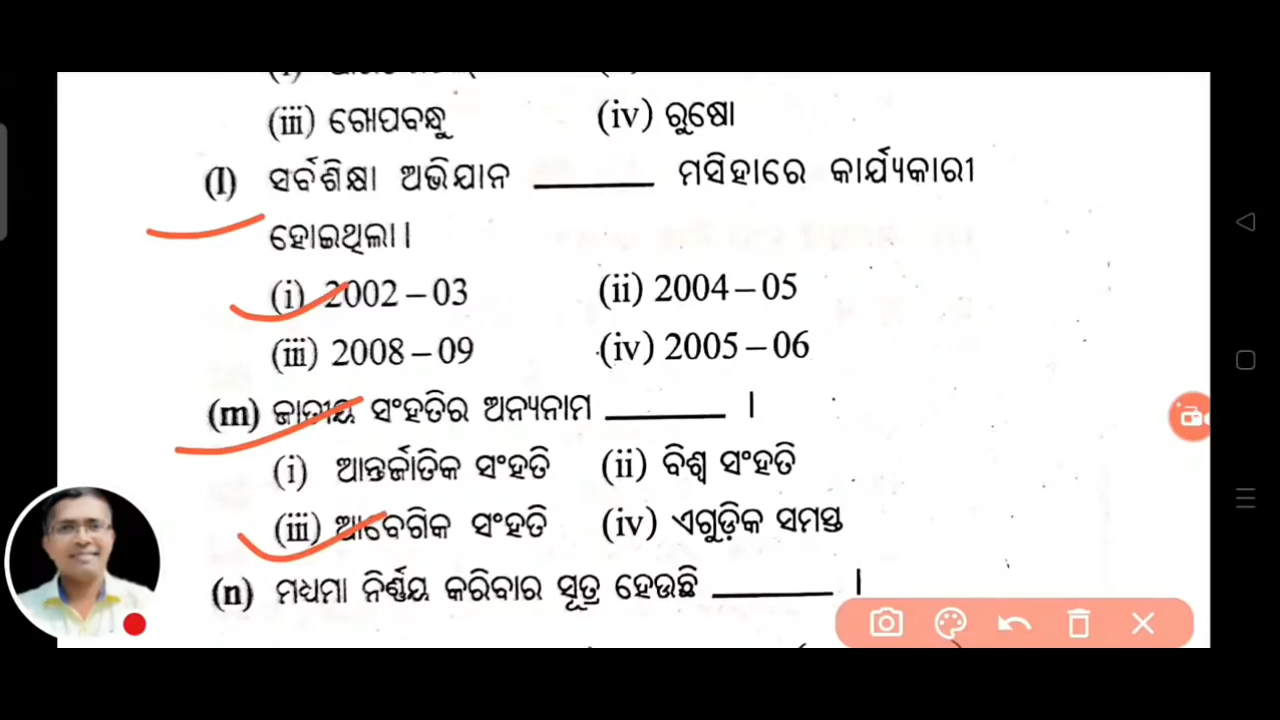 (iii) ଗୋପବନ୍ଧୁ (iv) ରୁଷୋ
(l) ସର୍ବଶିକ୍ଷା ଅଭିଯାନ ______ ମସିହାରେ କାର୍ଯ୍ୟକାରୀ
ହୋଇଥିଲା।
(i) 2002 – 03 (ii) 2004 – 05
(iii) 2008 – 09 (iv) 2005 – 06
(m) ଜାତୀୟ ସଂହତିର ଅନ୍ୟନାମ ______ ।
(i) ଆନ୍ତର୍ଜାତିକ ସଂହତି (ii) ବିଶ୍ୱ ସଂହତି
(iii) ଆବେଗିକ ସଂହତି (iv) ଏଗୁଡ଼ିକ ସମସ୍ତ
(n) ମଧ୍ୟମା ନିର୍ଣ୍ଣୟ କରିବାର ସୂତ୍ର ହେଉଛି ______ ।